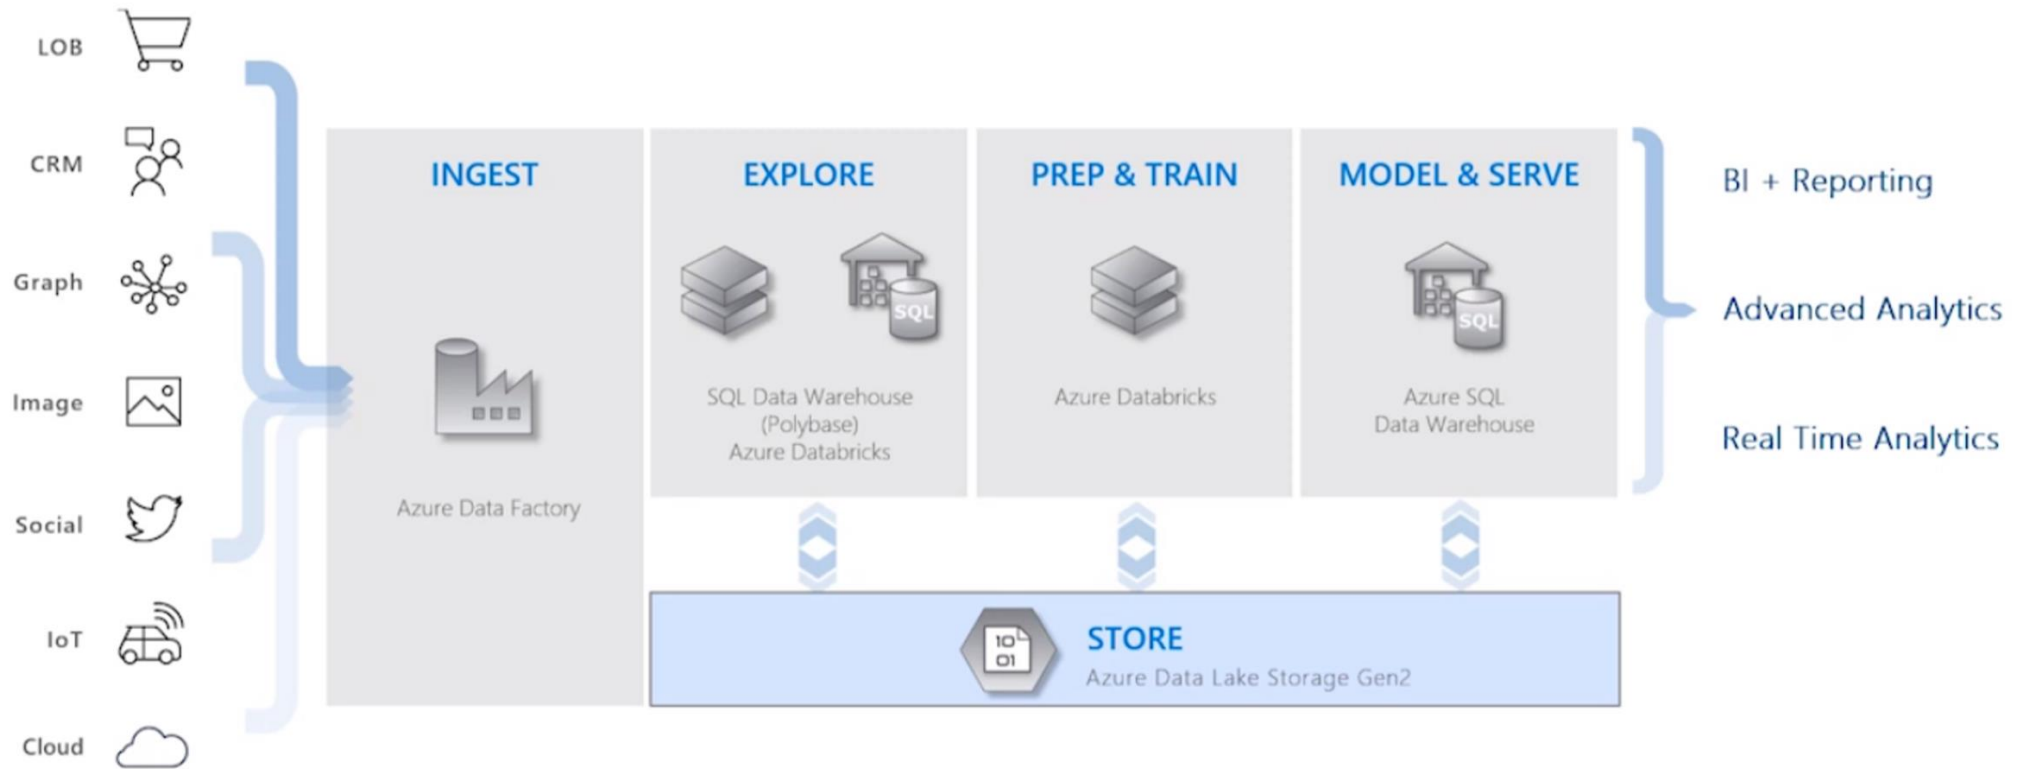 LOB
CRM
Graph
Image
Social
IoT
Cloud
INGEST
Azure Data Factory
EXPLORE
SQL
SQL Data Warehouse
(Polybase)
Azure Databricks
PREP & TRAIN
Azure Databricks
MODEL & SERVE
SQL
Azure SQL
Data Warehouse
10
01
STORE
Azure Data Lake Storage Gen2
BI + Reporting
Advanced Analytics
Real Time Analytics